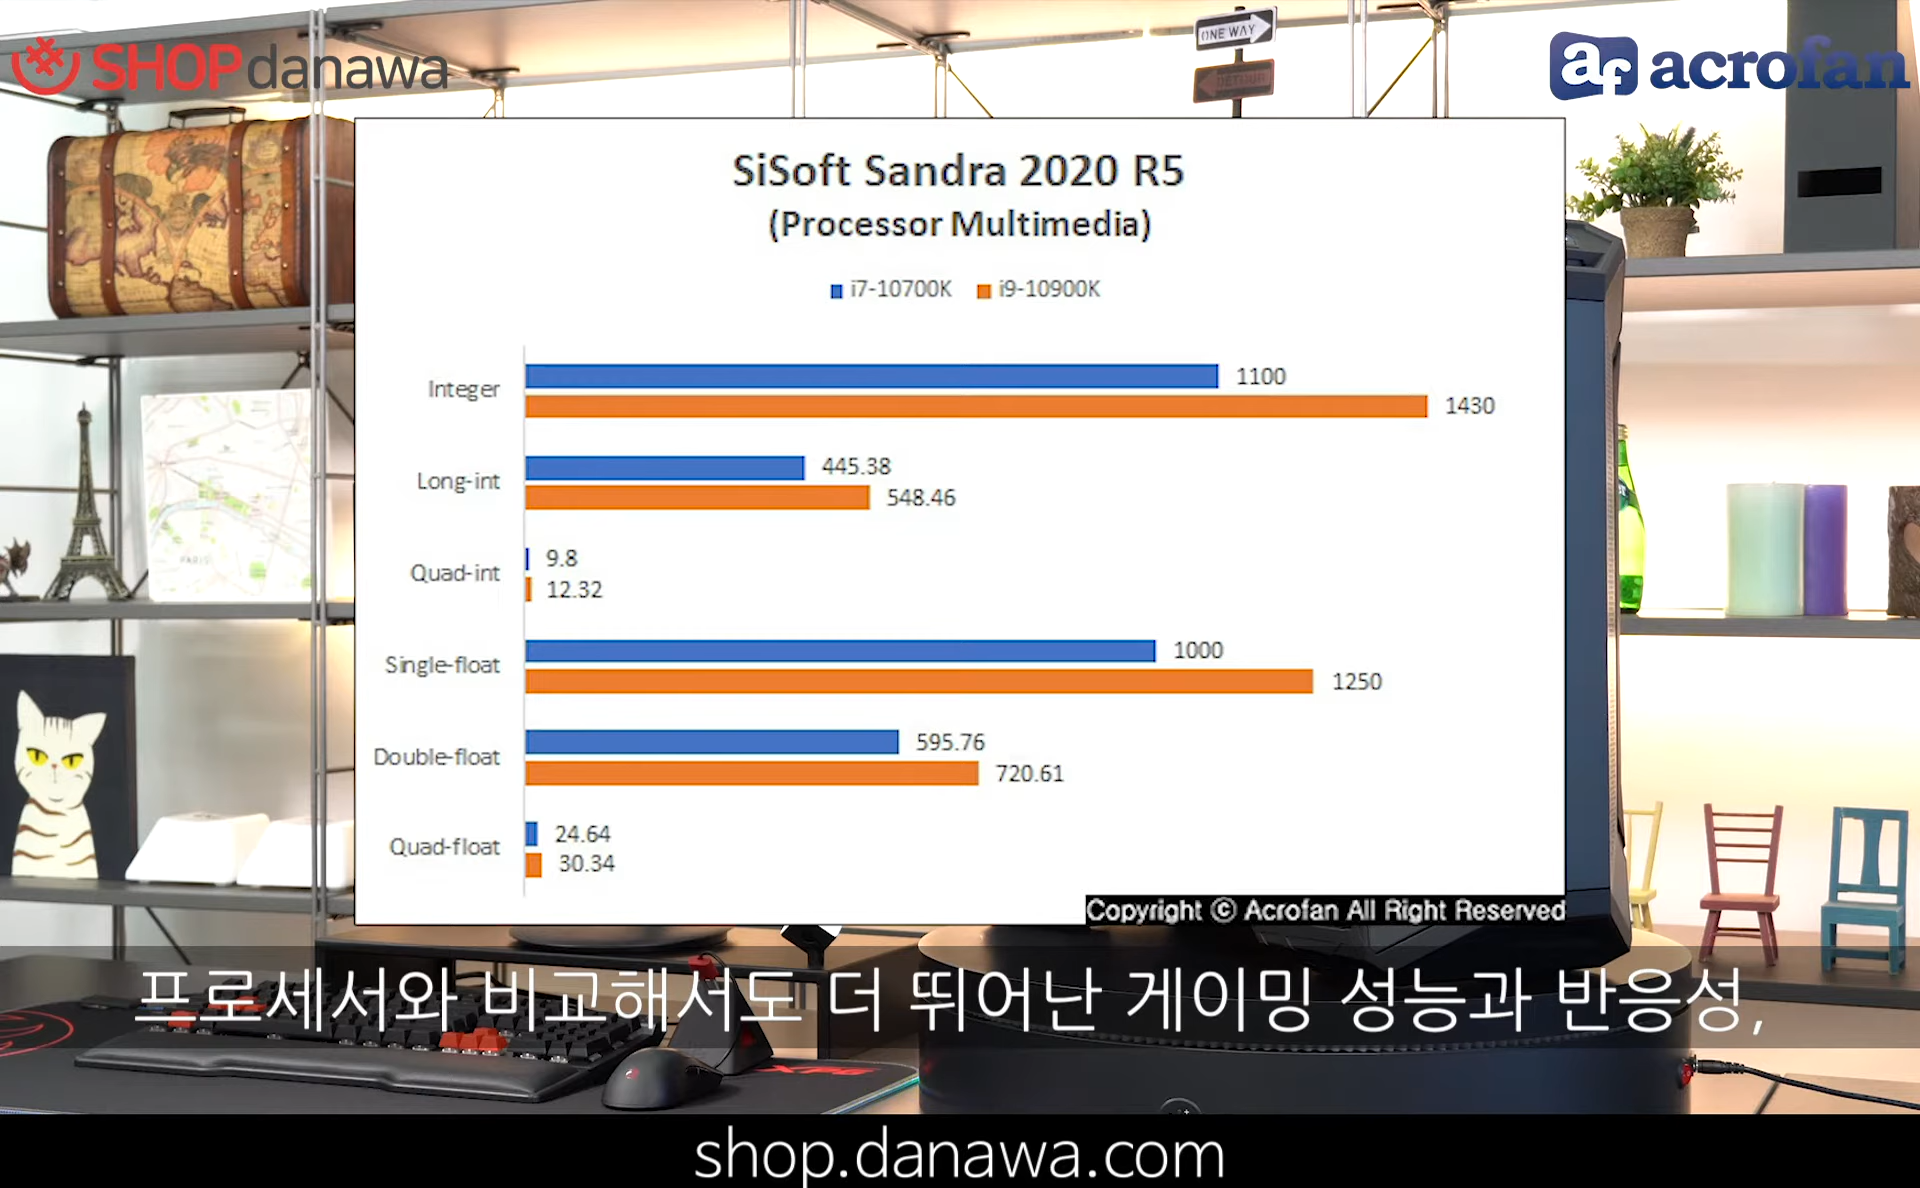 SHOPdanawa
ONE WAY
DETOUR
af acrofan
SiSoft Sandra 2020 R5
(Processor Multimedia)
i7-10700K i9-10900K
Integer 1100
1430
Long-int 445.38
548.46
Quad-int 9.8
12.32
Single-float 1000
1250
Double-float 595.76
720.61
Quad-float 24.64
30.34
PARIS
Copyright © Acrofan All Right Reserved
프로세서와 비교해서도 더 뛰어난 게이밍 성능과 반응성,
XPG
shop.danawa.com